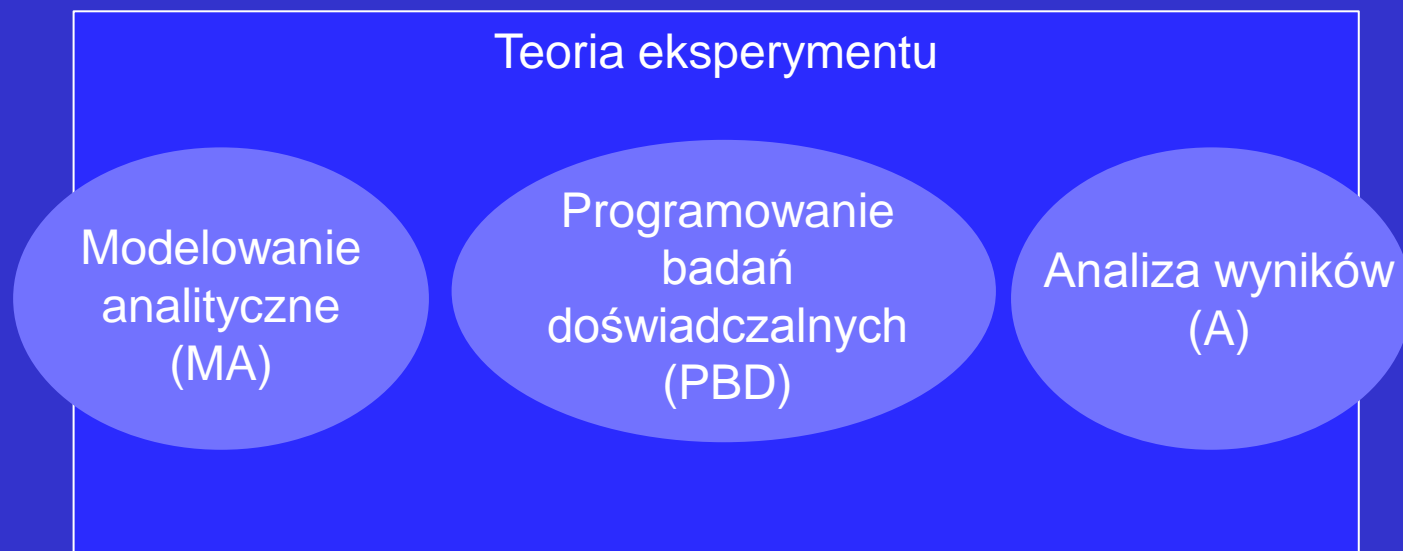 Teoria eksperymentu
Modelowanie
analityczne
(MA)
Programowanie
badań
doświadczalnych
(PBD)
Analiza wyników
(A)